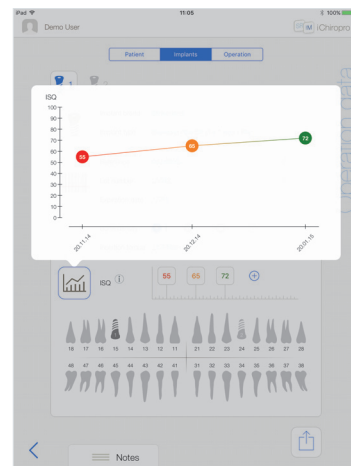 iPad 11:05 100%
Demo User iChiropro
Patient Implants Operation
1
ISQ
100
90
80
70
60
50
40
30
20
10
0
55 65 72
20.11.14 20.12.14 20.01.15
ISQ i 55 65 72
18 17 16 15 14 13 12 11 21 22 23 24 25 26 27 28
48 47 46 45 44 43 42 41 31 32 33 34 35 36 37 38
Notes